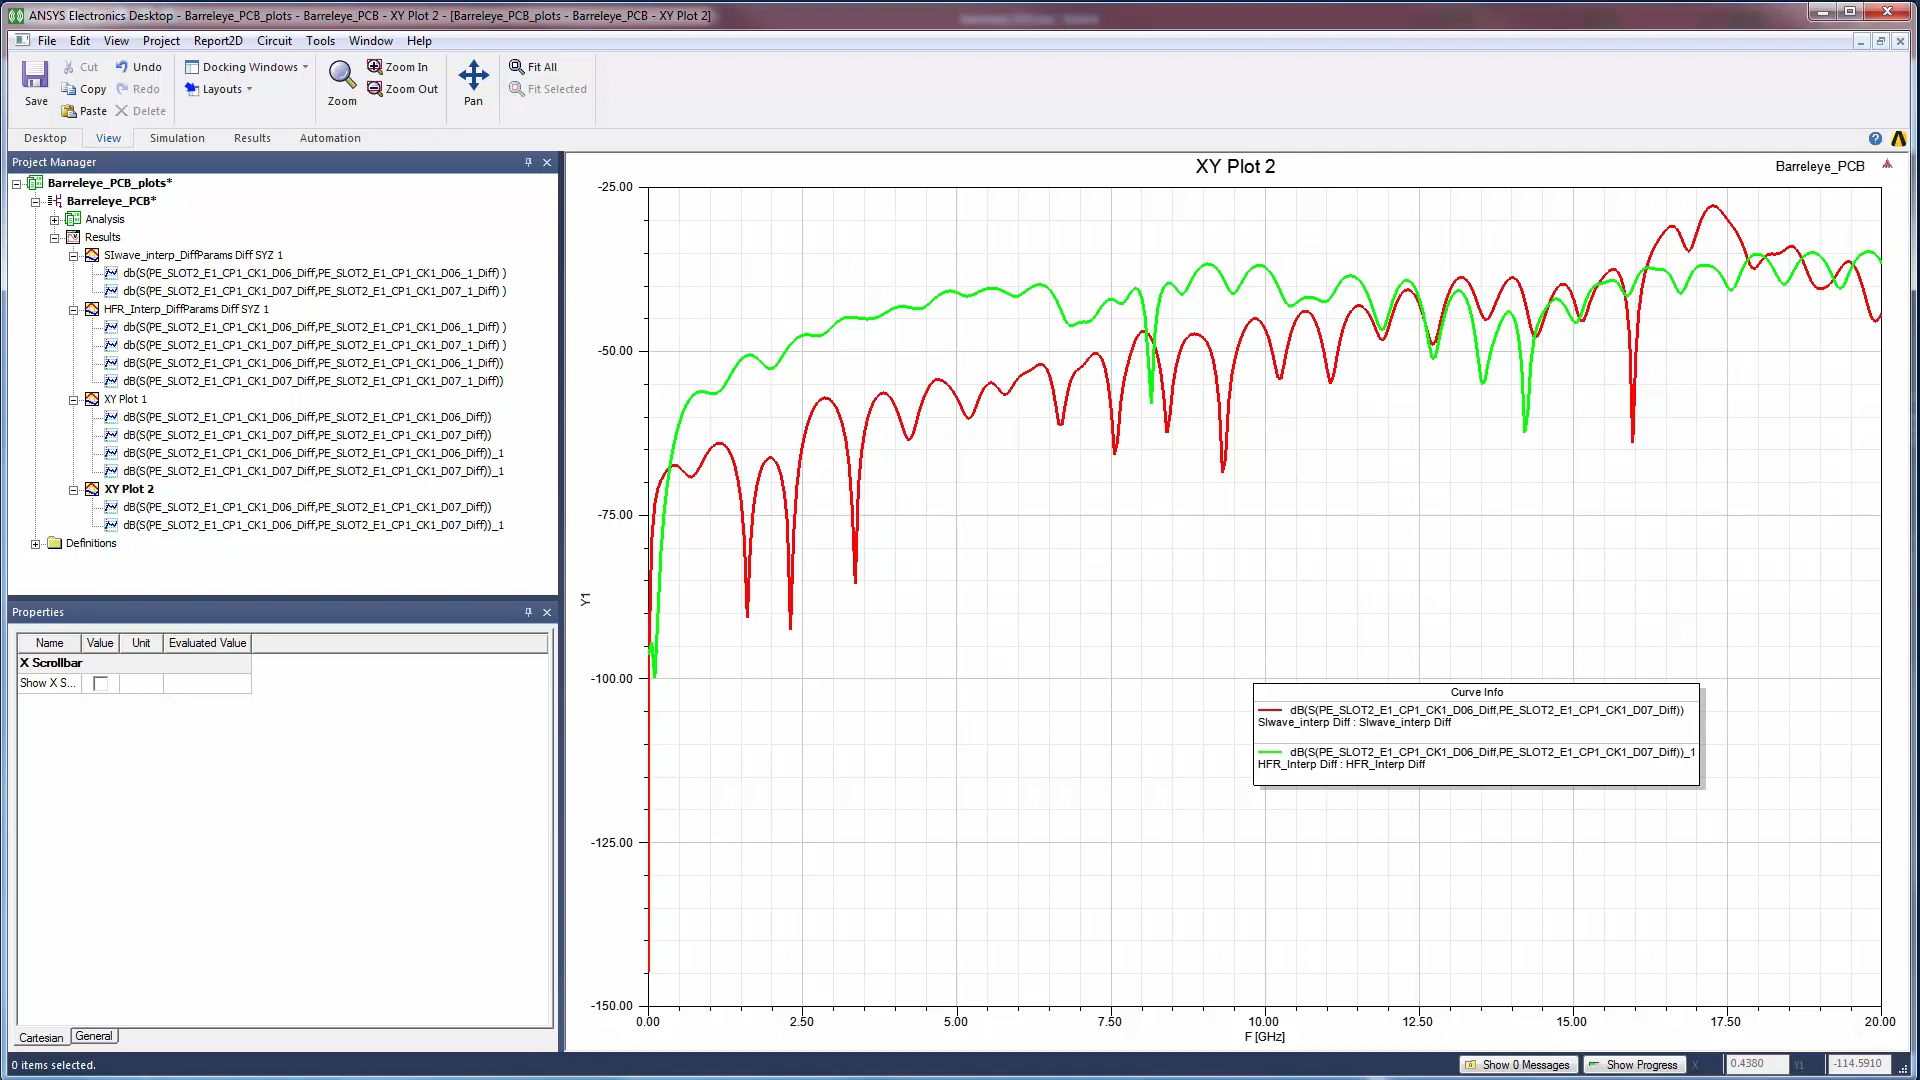 ANSYS Electronics Desktop - Barreleye_PCB_plots - Barreleye_PCB - XY Plot 2 - [Barreleye_PCB_plots - Barreleye_PCB - XY Plot 2]
File Edit View Project Report2D Circuit Tools Window Help
Save
Cut
Copy
Paste
Undo
Redo
Delete
Docking Windows
Layouts
Zoom
Zoom In
Zoom Out
Pan
Fit All
Fit Selected
Desktop View Simulation Results Automation
Project Manager
Barreleye_PCB_plots*
Barreleye_PCB*
Analysis
Results
SIwave_interp_DiffParams Diff SYZ 1
db(S(PE_SLOT2_E1_CP1_CK1_D06_Diff,PE_SLOT2_E1_CP1_CK1_D06_1_Diff) )
db(S(PE_SLOT2_E1_CP1_CK1_D07_Diff,PE_SLOT2_E1_CP1_CK1_D07_1_Diff) )
HFR_Interp_DiffParams Diff SYZ 1
db(S(PE_SLOT2_E1_CP1_CK1_D06_Diff,PE_SLOT2_E1_CP1_CK1_D06_1_Diff) )
db(S(PE_SLOT2_E1_CP1_CK1_D07_Diff,PE_SLOT2_E1_CP1_CK1_D07_1_Diff) )
db(S(PE_SLOT2_E1_CP1_CK1_D06_Diff,PE_SLOT2_E1_CP1_CK1_D06_1_Diff))
db(S(PE_SLOT2_E1_CP1_CK1_D07_Diff,PE_SLOT2_E1_CP1_CK1_D07_1_Diff))
XY Plot 1
dB(S(PE_SLOT2_E1_CP1_CK1_D06_Diff,PE_SLOT2_E1_CP1_CK1_D06_Diff))
dB(S(PE_SLOT2_E1_CP1_CK1_D07_Diff,PE_SLOT2_E1_CP1_CK1_D07_Diff))
dB(S(PE_SLOT2_E1_CP1_CK1_D06_Diff,PE_SLOT2_E1_CP1_CK1_D06_Diff))_1
dB(S(PE_SLOT2_E1_CP1_CK1_D07_Diff,PE_SLOT2_E1_CP1_CK1_D07_Diff))_1
XY Plot 2
dB(S(PE_SLOT2_E1_CP1_CK1_D06_Diff,PE_SLOT2_E1_CP1_CK1_D07_Diff))
dB(S(PE_SLOT2_E1_CP1_CK1_D06_Diff,PE_SLOT2_E1_CP1_CK1_D07_Diff))_1
Definitions
Properties
Name Value Unit Evaluated Value
X Scrollbar
Show X S...
Cartesian General
XY Plot 2
Barreleye_PCB
-25.00
-50.00
-75.00
-100.00
-125.00
-150.00
Y1
0.00 2.50 5.00 7.50 10.00 12.50 15.00 17.50 20.00
F [GHz]
Curve Info
dB(S(PE_SLOT2_E1_CP1_CK1_D06_Diff,PE_SLOT2_E1_CP1_CK1_D07_Diff))
SIwave_interp Diff : SIwave_interp Diff
dB(S(PE_SLOT2_E1_CP1_CK1_D06_Diff,PE_SLOT2_E1_CP1_CK1_D07_Diff))_1
HFR_Interp Diff : HFR_Interp Diff
0 items selected.
Show 0 Messages Show Progress X 0.4380 Y1 -114.5910